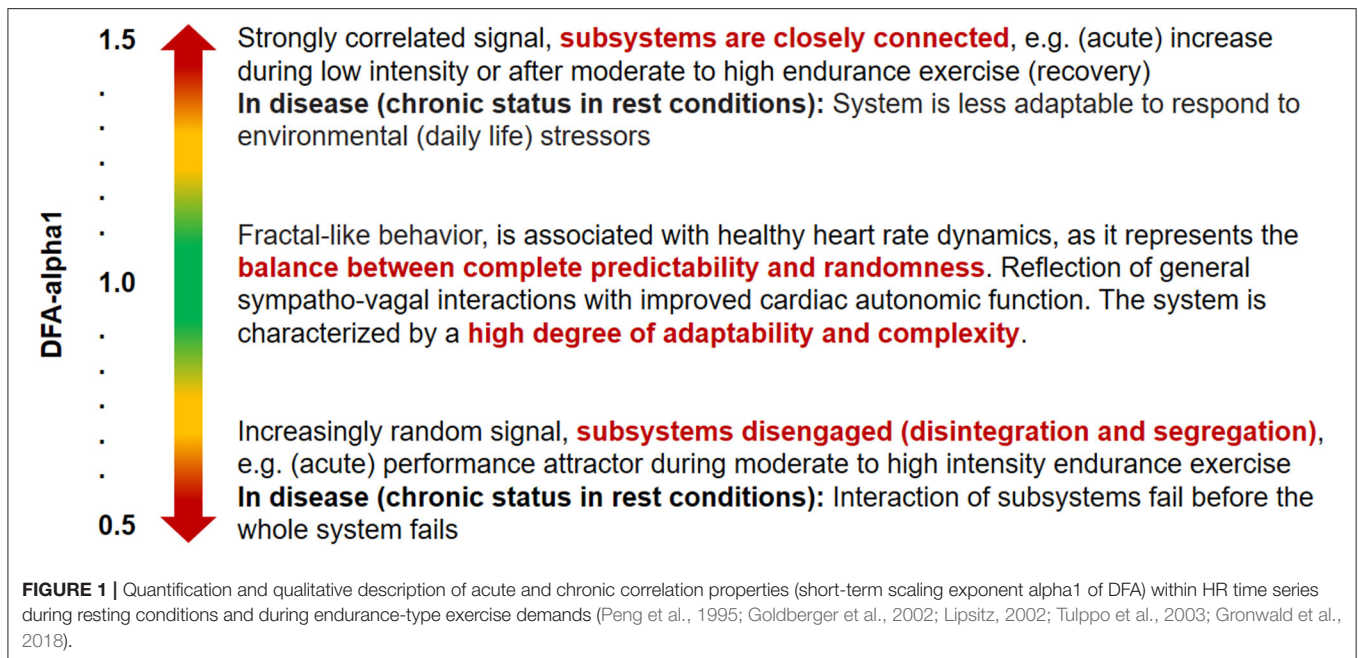 1.5
Strongly correlated signal, subsystems are closely connected, e.g. (acute) increase
during low intensity or after moderate to high endurance exercise (recovery)
In disease (chronic status in rest conditions): System is less adaptable to respond to
environmental (daily life) stressors
DFA-alpha1
1.0
Fractal-like behavior, is associated with healthy heart rate dynamics, as it represents the
balance between complete predictability and randomness. Reflection of general
sympatho-vagal interactions with improved cardiac autonomic function. The system is
characterized by a high degree of adaptability and complexity.
0.5
Increasingly random signal, subsystems disengaged (disintegration and segregation),
e.g. (acute) performance attractor during moderate to high intensity endurance exercise
In disease (chronic status in rest conditions): Interaction of subsystems fail before the
whole system fails
FIGURE 1 | Quantification and qualitative description of acute and chronic correlation properties (short-term scaling exponent alpha1 of DFA) within HR time series
during resting conditions and during endurance-type exercise demands (Peng et al., 1995; Goldberger et al., 2002; Lipsitz, 2002; Tulppo et al., 2003; Gronwald et al.,
2018).